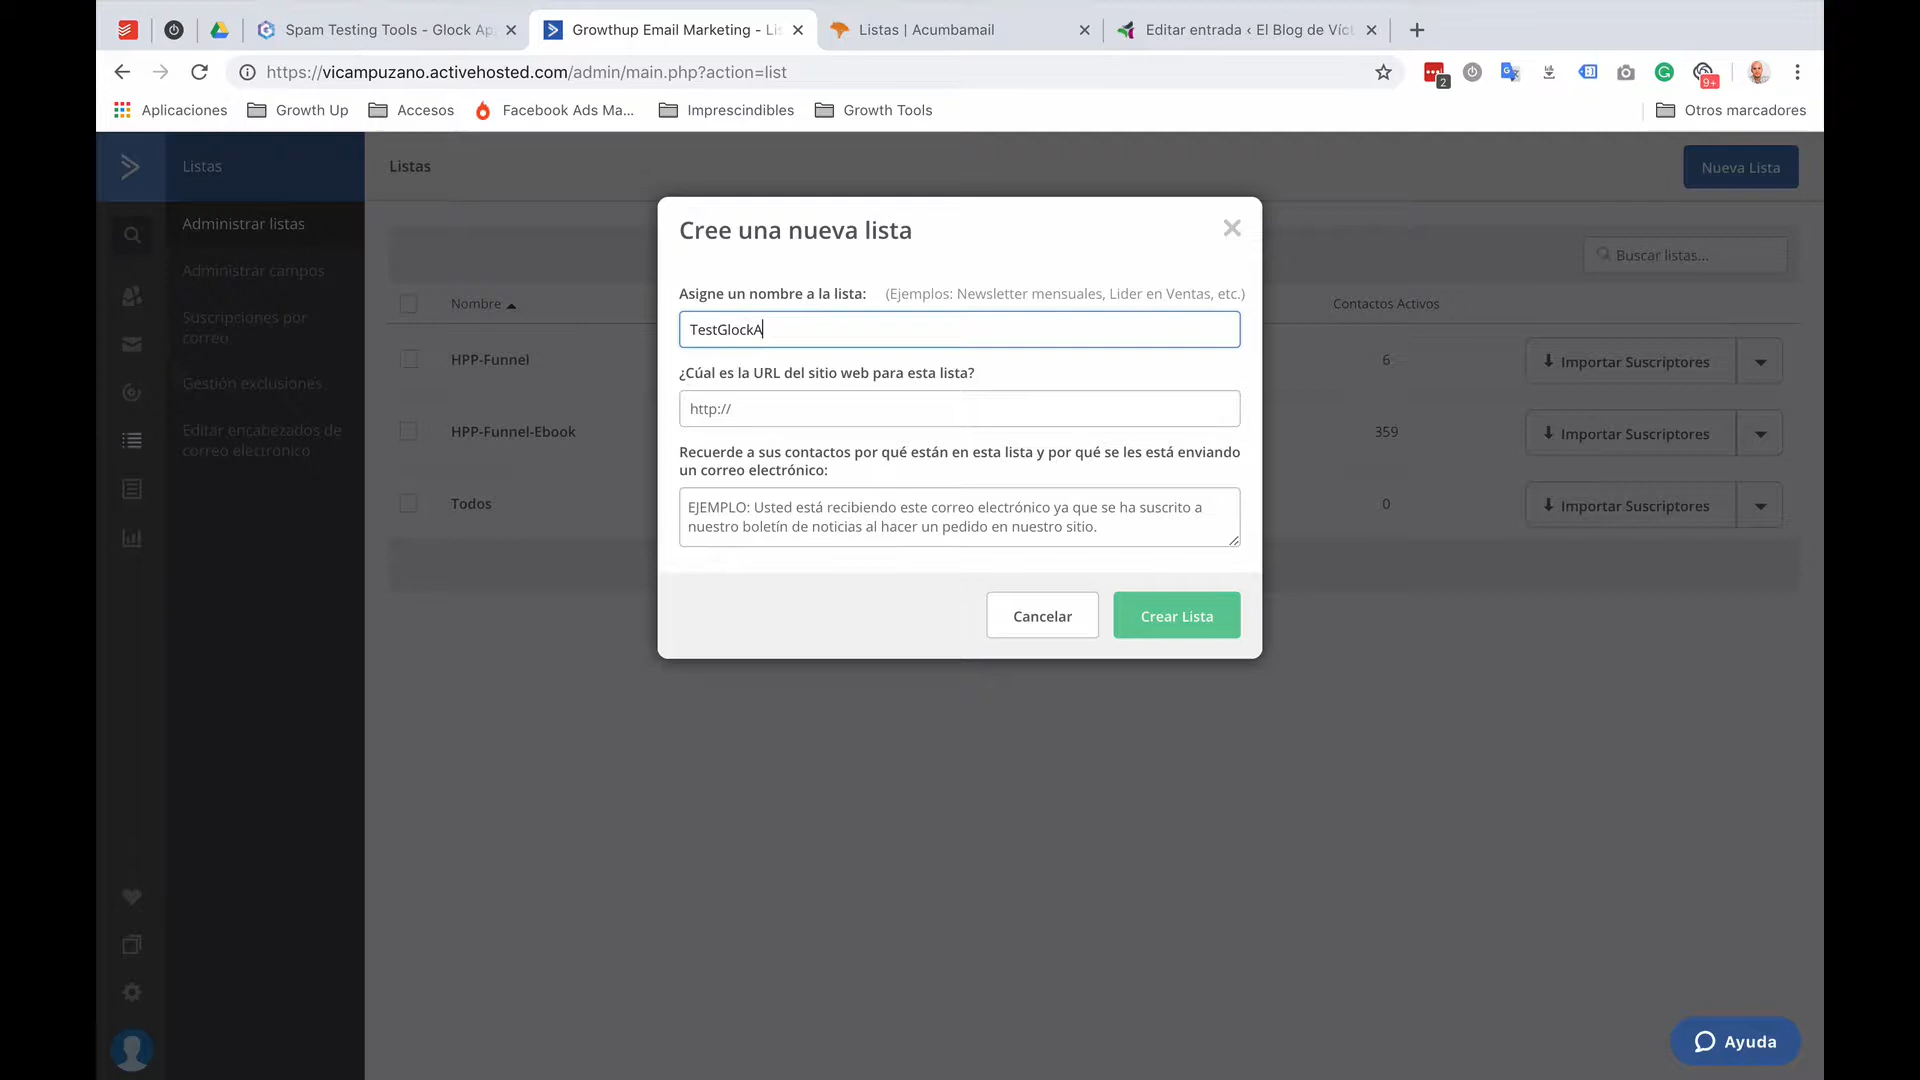 Spam Testing Tools - Glock Ap
Growthup Email Marketing - Lis
Listas | Acumbamail
Editar entrada ‹ El Blog de Víct
https://vicampuzano.activehosted.com/admin/main.php?action=list
2
9+
Aplicaciones
Growth Up
Accesos
Facebook Ads Ma...
Imprescindibles
Growth Tools
Otros marcadores
Listas
Listas
Nueva Lista
Administrar listas
Administrar campos
Suscripciones por
correo
Gestión exclusiones
Editar encabezados de
correo electrónico
Buscar listas...
Nombre
Contactos Activos
HPP-Funnel
6
Importar Suscriptores
HPP-Funnel-Ebook
359
Importar Suscriptores
Todos
0
Importar Suscriptores
Cree una nueva lista
Asigne un nombre a la lista: (Ejemplos: Newsletter mensuales, Lider en Ventas, etc.)
TestGlockA
¿Cúal es la URL del sitio web para esta lista?
http://
Recuerde a sus contactos por qué están en esta lista y por qué se les está enviando
un correo electrónico:
EJEMPLO: Usted está recibiendo este correo electrónico ya que se ha suscrito a
nuestro boletín de noticias al hacer un pedido en nuestro sitio.
Cancelar
Crear Lista
Ayuda